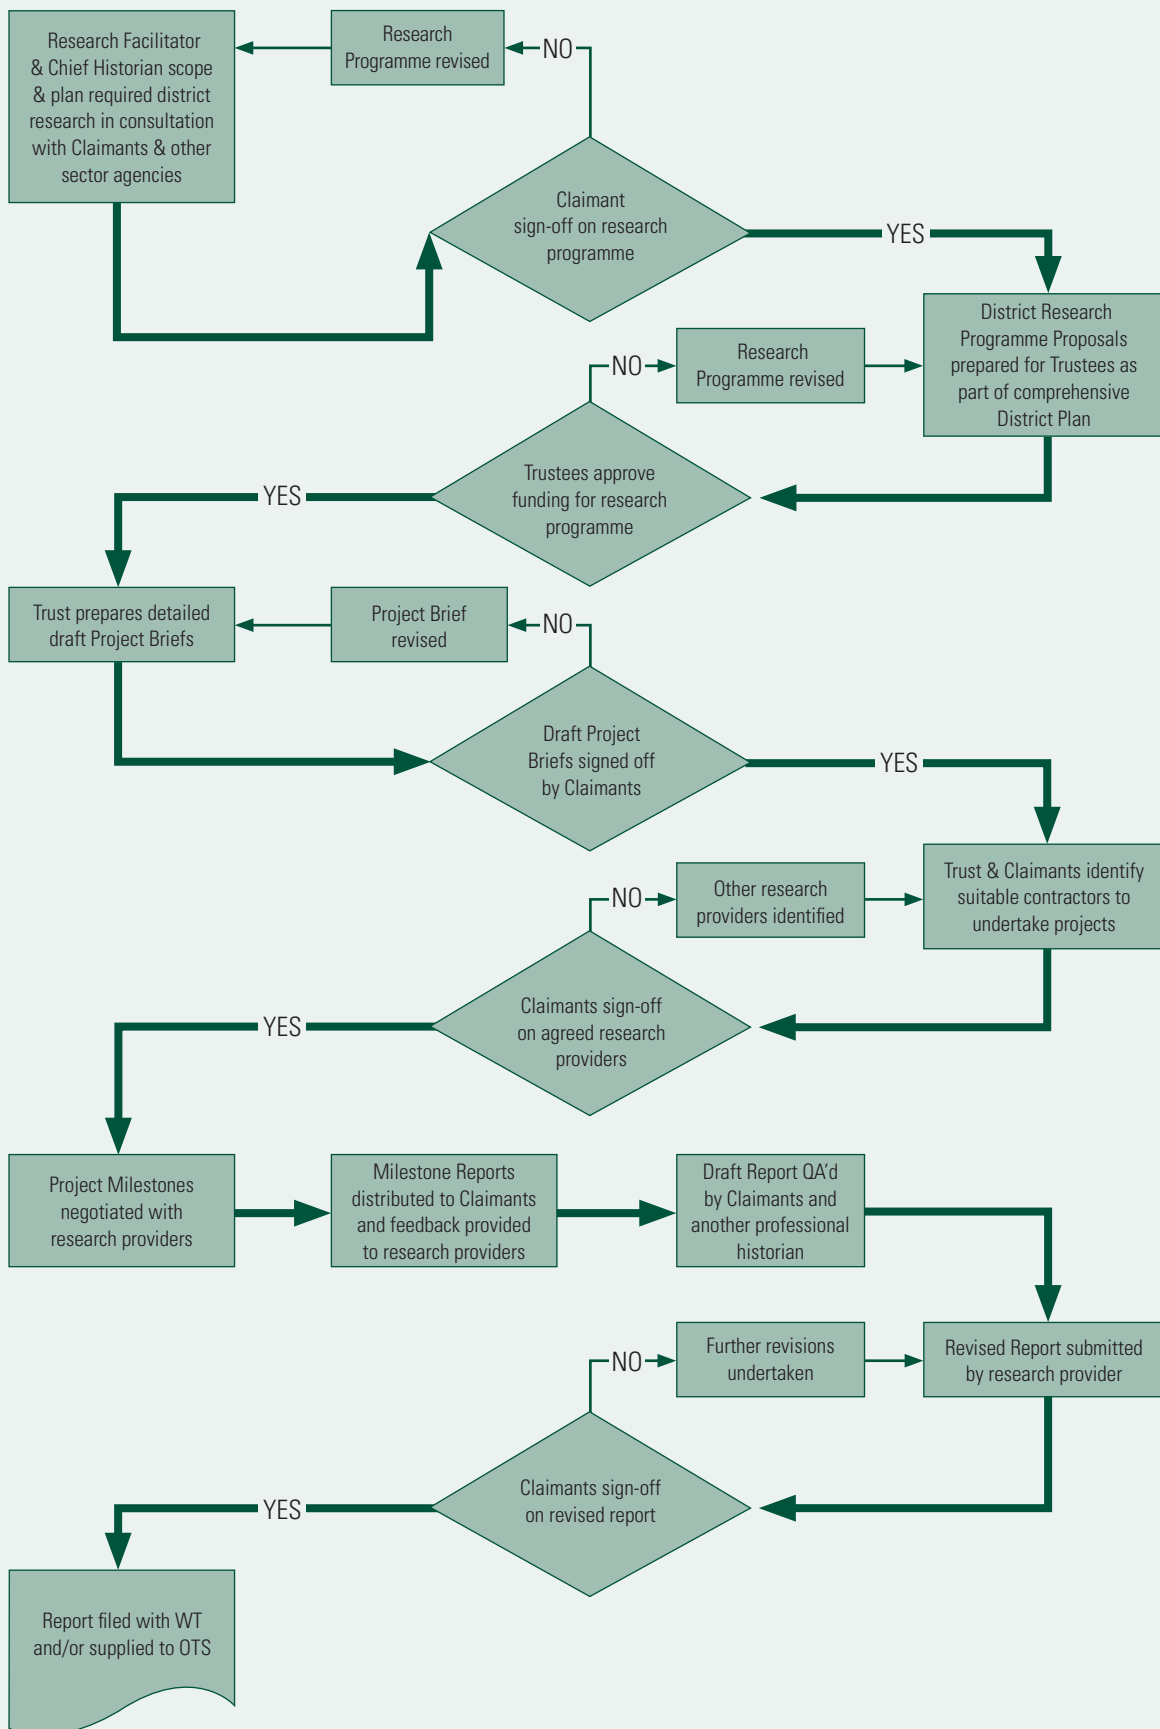 Research Facilitator
& Chief Historian scope
& plan required district
research in consultation
with Claimants & other
sector agencies
Research
Programme revised
NO
Claimant
sign-off on research
programme
YES
District Research
Programme Proposals
prepared for Trustees as
part of comprehensive
District Plan
Research
Programme revised
NO
Trustees approve
funding for research
programme
YES
Trust prepares detailed
draft Project Briefs
Project Brief
revised
NO
Draft Project
Briefs signed off
by Claimants
YES
Trust & Claimants identify
suitable contractors to
undertake projects
Other research
providers identified
NO
Claimants sign-off
on agreed research
providers
YES
Project Milestones
negotiated with
research providers
Milestone Reports
distributed to Claimants
and feedback provided
to research providers
Draft Report QA'd
by Claimants and
another professional
historian
Revised Report submitted
by research provider
Further revisions
undertaken
NO
Claimants sign-off
on revised report
YES
Report filed with WT
and/or supplied to OTS